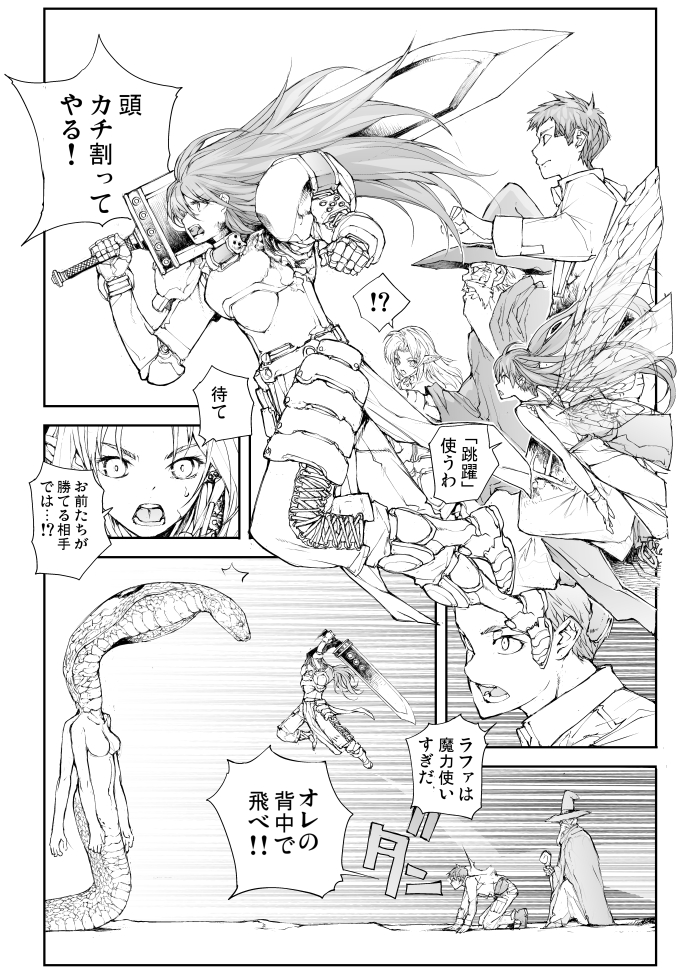 頭
カチ割って
やる！
!?
「跳躍」
使うわ
待て
お前たちが
勝てる相手
では…!?
ラファは
魔力使い
すぎだ
オレの
背中で
飛べ!!
ダンッ